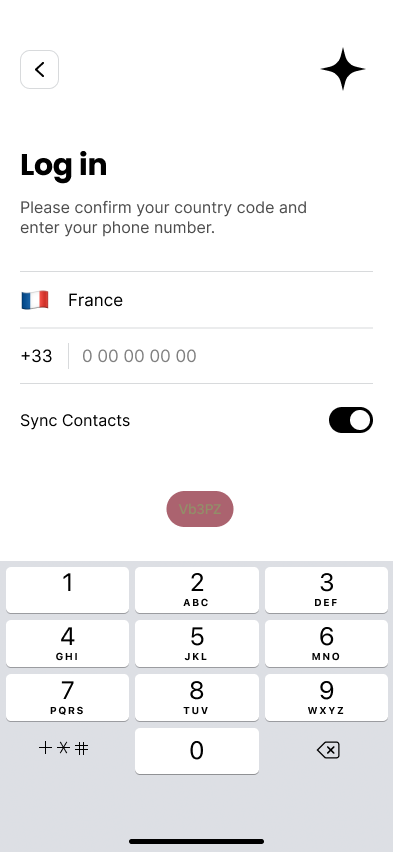 Log in
Please confirm your country code and
enter your phone number.
France
+33 0 00 00 00 00
Sync Contacts
Vb3PZ
1 2 3
ABC DEF
4 5 6
GHI JKL MNO
7 8 9
PQRS TUV WXYZ
+*# 0